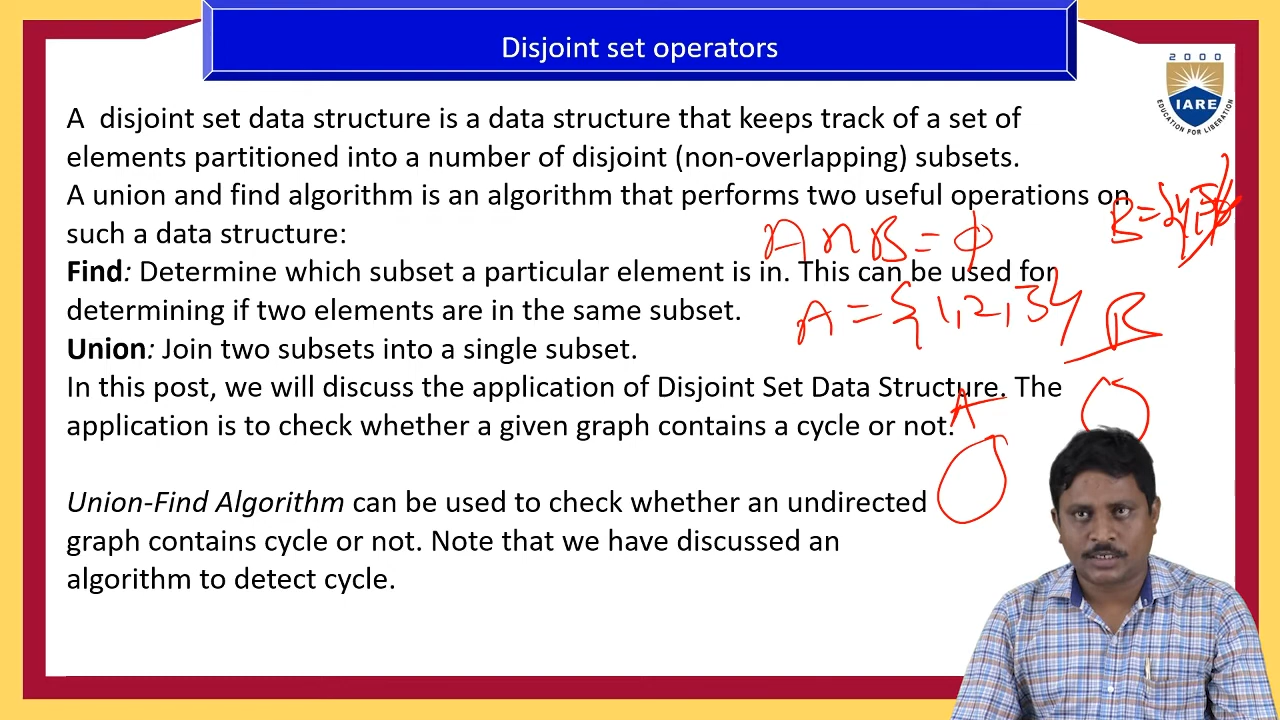 Disjoint set operators
2000
IARE
EDUCATION FOR LIBERATION
A disjoint set data structure is a data structure that keeps track of a set of
elements partitioned into a number of disjoint (non-overlapping) subsets.
A union and find algorithm is an algorithm that performs two useful operations on
such a data structure:
B = {4,5,6}
A ∩ B = ϕ
Find: Determine which subset a particular element is in. This can be used for
determining if two elements are in the same subset.
A = {1,2,3}
B
Union: Join two subsets into a single subset.
In this post, we will discuss the application of Disjoint Set Data Structure. The
application is to check whether a given graph contains a cycle or not.
A
Union-Find Algorithm can be used to check whether an undirected
graph contains cycle or not. Note that we have discussed an
algorithm to detect cycle.